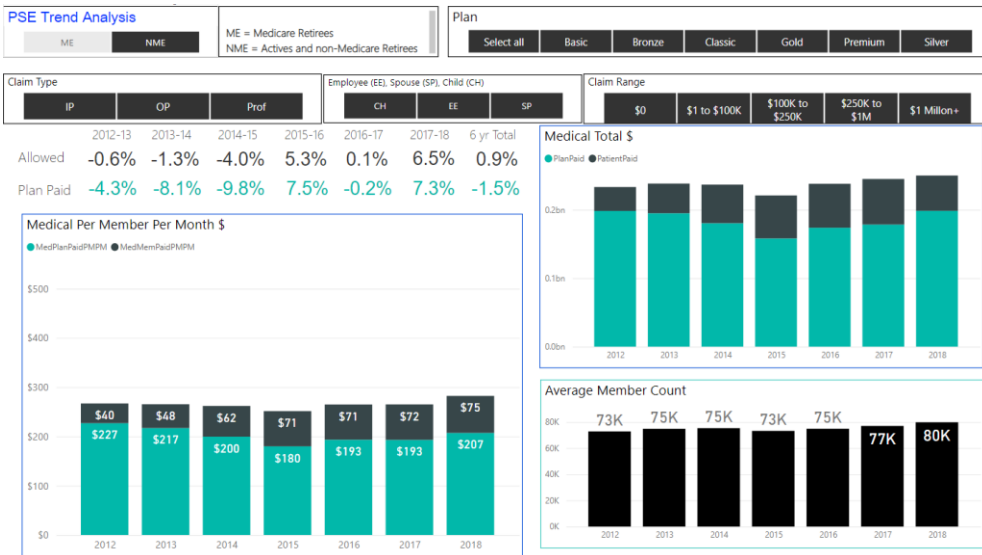 PSE Trend Analysis
ME NME
ME = Medicare Retirees
NME = Actives and non-Medicare Retirees
Plan
Select all Basic Bronze Classic Gold Premium Silver
Claim Type
IP OP Prof
Employee (EE), Spouse (SP), Child (CH)
CH EE SP
Claim Range
$0 $1 to $100K $100K to $250K $250K to $1M $1 Millon+
2012-13 2013-14 2014-15 2015-16 2016-17 2017-18 6 yr Total
Allowed -0.6% -1.3% -4.0% 5.3% 0.1% 6.5% 0.9%
Plan Paid -4.3% -8.1% -9.8% 7.5% -0.2% 7.3% -1.5%
Medical Per Member Per Month $
MedPlanPaidPMPM MedMemPaidPMPM
$500
$400
$300
$200
$100
$0
$40 $48 $62 $71 $71 $72 $75
$227 $217 $200 $180 $193 $193 $207
2012 2013 2014 2015 2016 2017 2018
Medical Total $
PlanPaid PatientPaid
0.2bn
0.1bn
0.0bn
2012 2013 2014 2015 2016 2017 2018
Average Member Count
80K
60K
40K
20K
0K
73K 75K 75K 73K 75K 77K 80K
2012 2013 2014 2015 2016 2017 2018